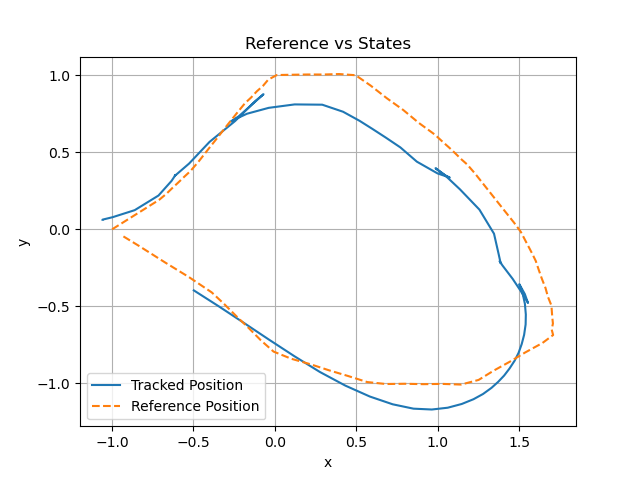 Reference vs States
1.0
0.5
0.0
−0.5
−1.0
y
−1.0
−0.5
0.0
0.5
1.0
1.5
x
Tracked Position
Reference Position